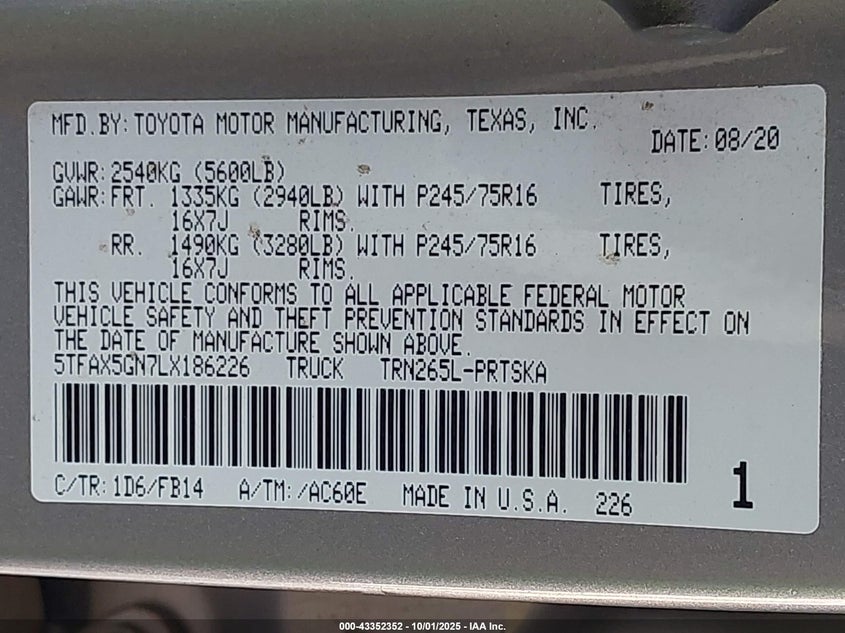 MFD.BY:TOYOTA MOTOR MANUFACTURING, TEXAS, INC.
DATE:08/20
GVWR:2540KG (5600LB)
GAWR:FRT. 1335KG (2940LB) WITH P245/75R16 TIRES,
16X7J RIMS.
RR. 1490KG (3280LB) WITH P245/75R16 TIRES,
16X7J RIMS.
THIS VEHICLE CONFORMS TO ALL APPLICABLE FEDERAL MOTOR
VEHICLE SAFETY AND THEFT PREVENTION STANDARDS IN EFFECT ON
THE DATE OF MANUFACTURE SHOWN ABOVE.
5TFAX5GN7LX186226 TRUCK TRN265L-PRTSKA
C/TR:1D6/FB14 A/TM:/AC60E MADE IN U.S.A. 226
1
000-43352352 - 10/01/2025 - IAA Inc.